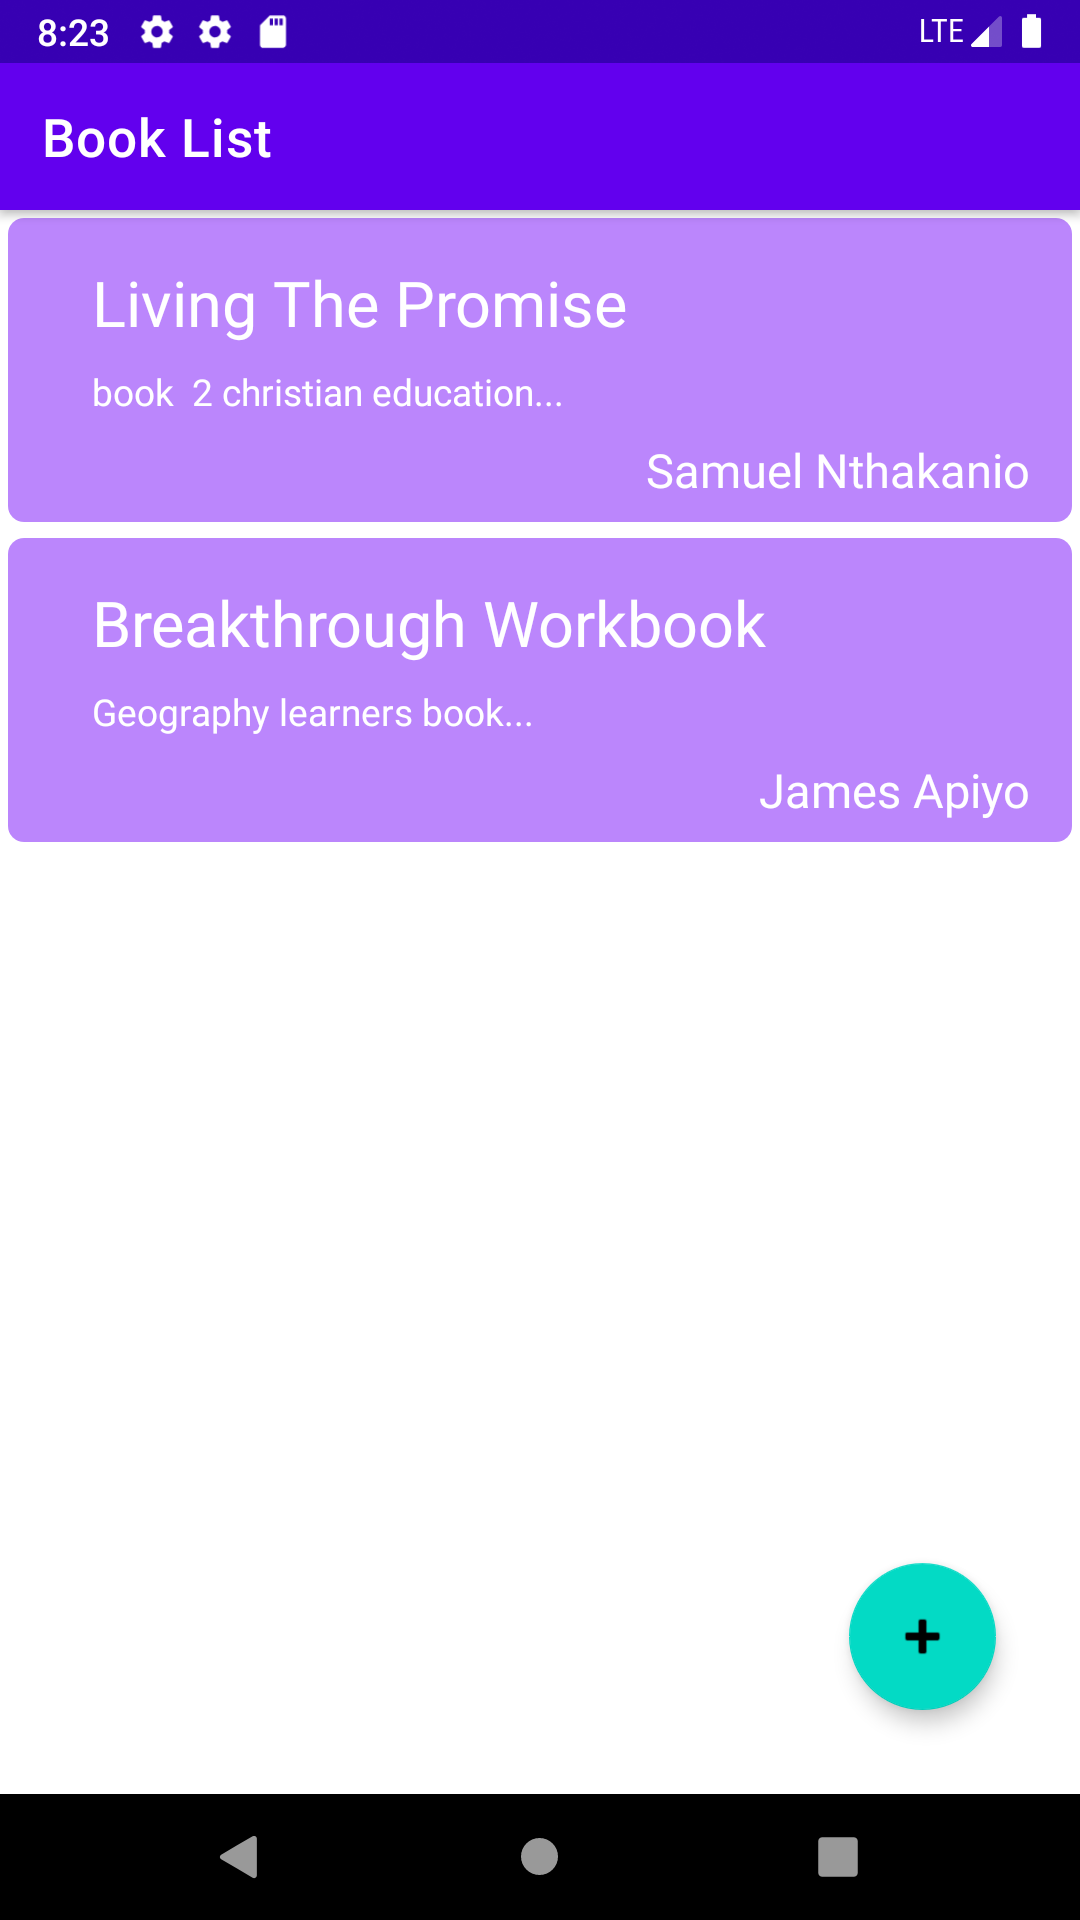 8:23 LTE
Book List
Living The Promise
book  2 christian education...
Samuel Nthakanio
Breakthrough Workbook
Geography learners book...
James Apiyo